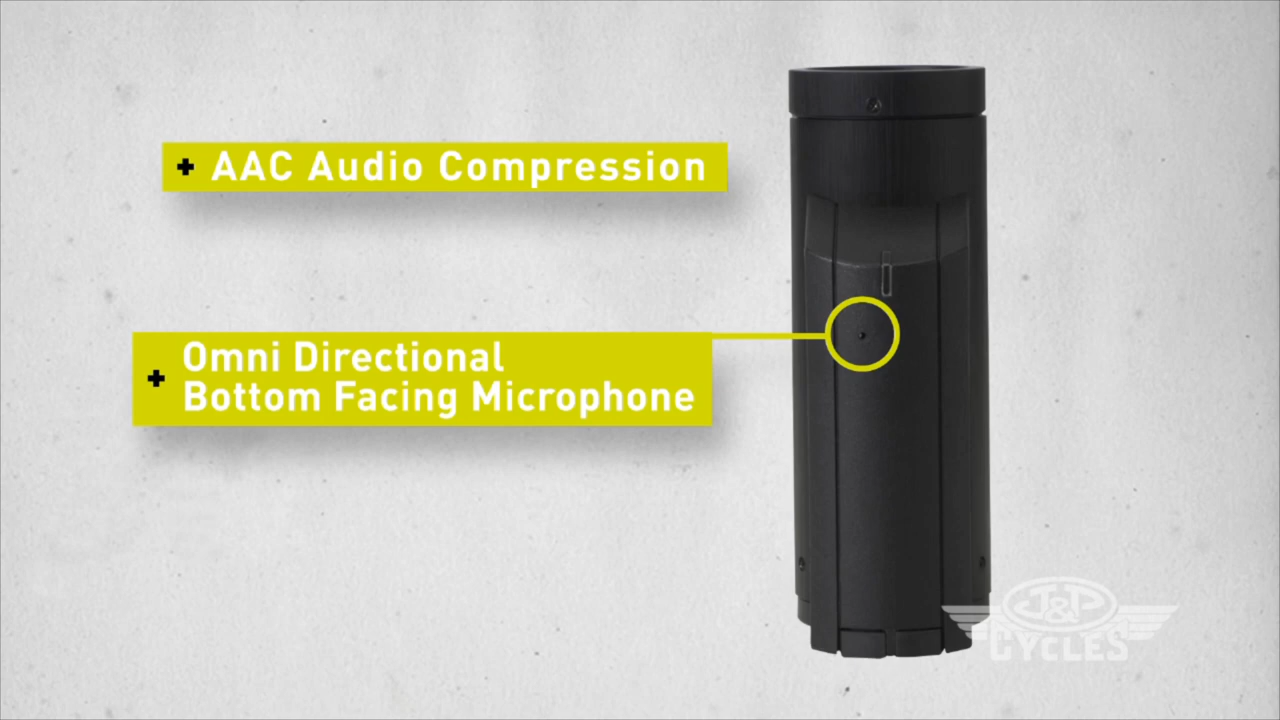 + AAC Audio Compression
+ Omni Directional
Bottom Facing Microphone
J&P
CYCLES